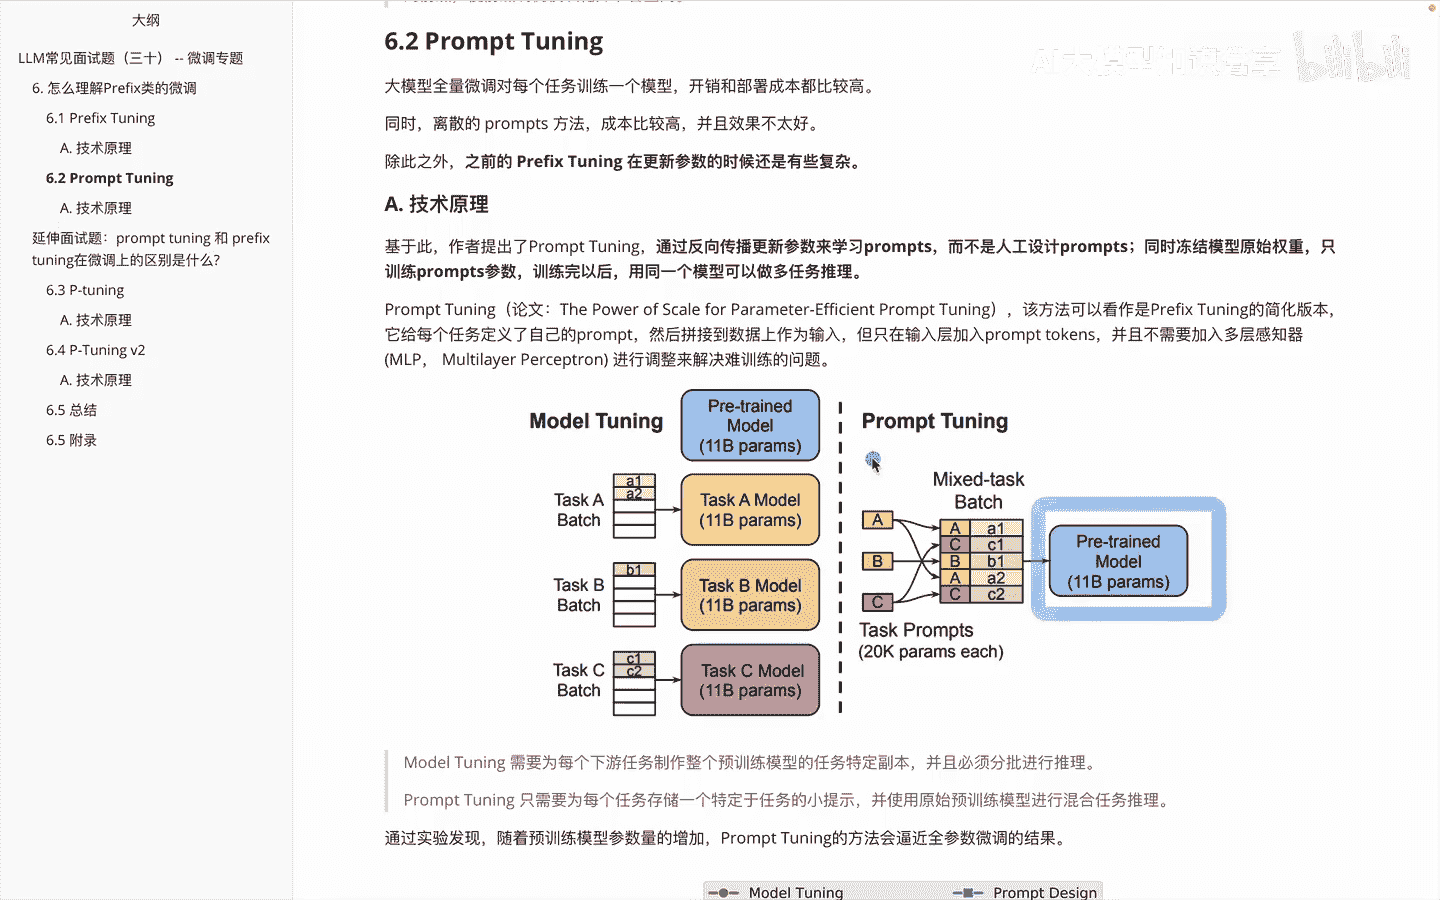 大纲
LLM常见面试题（三十） -- 微调专题
6. 怎么理解Prefix类的微调
6.1 Prefix Tuning
A. 技术原理
6.2 Prompt Tuning
A. 技术原理
延伸面试题：prompt tuning 和 prefix
tuning在微调上的区别是什么?
6.3 P-tuning
A. 技术原理
6.4 P-Tuning v2
A. 技术原理
6.5 总结
6.5 附录
6.2 Prompt Tuning
大模型全量微调对每个任务训练一个模型，开销和部署成本都比较高。
同时，离散的 prompts 方法，成本比较高，并且效果不太好。
除此之外，之前的 Prefix Tuning 在更新参数的时候还是有些复杂。
A. 技术原理
基于此，作者提出了Prompt Tuning，通过反向传播更新参数来学习prompts，而不是人工设计prompts；同时冻结模型原始权重，只
训练prompts参数，训练完以后，用同一个模型可以做多任务推理。
Prompt Tuning（论文：The Power of Scale for Parameter-Efficient Prompt Tuning），该方法可以看作是Prefix Tuning的简化版本，
它给每个任务定义了自己的prompt，然后拼接到数据上作为输入，但只在输入层加入prompt tokens，并且不需要加入多层感知器
(MLP， Multilayer Perceptron) 进行调整来解决难训练的问题。
Model Tuning
Pre-trained
Model
(11B params)
Task A
Batch
a1
a2
Task A Model
(11B params)
Task B
Batch
b1
Task B Model
(11B params)
Task C
Batch
c1
c2
Task C Model
(11B params)
Prompt Tuning
Mixed-task
Batch
A
B
C
A a1
C c1
B b1
A a2
C c2
Pre-trained
Model
(11B params)
Task Prompts
(20K params each)
Model Tuning 需要为每个下游任务制作整个预训练模型的任务特定副本，并且必须分批进行推理。
Prompt Tuning 只需要为每个任务存储一个特定于任务的小提示，并使用原始预训练模型进行混合任务推理。
通过实验发现，随着预训练模型参数量的增加，Prompt Tuning的方法会逼近全参数微调的结果。
Model Tuning
Prompt Design